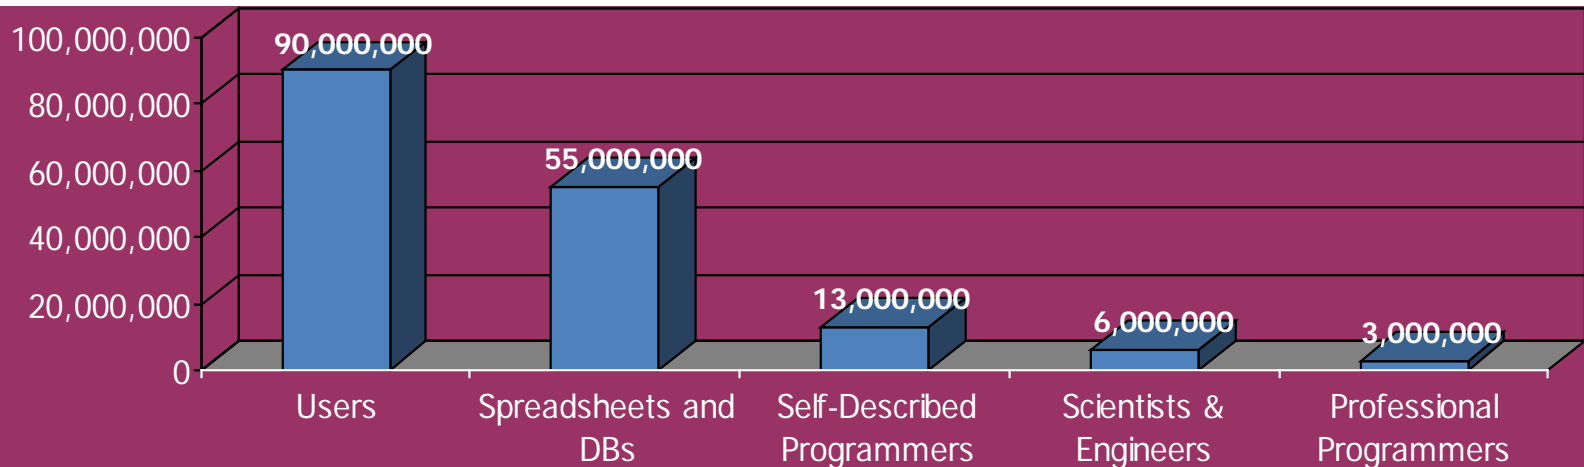 100,000,000
80,000,000
60,000,000
40,000,000
20,000,000
0
90,000,000
55,000,000
13,000,000
6,000,000
3,000,000
Users
Spreadsheets and
DBs
Self-Described
Programmers
Scientists &
Engineers
Professional
Programmers